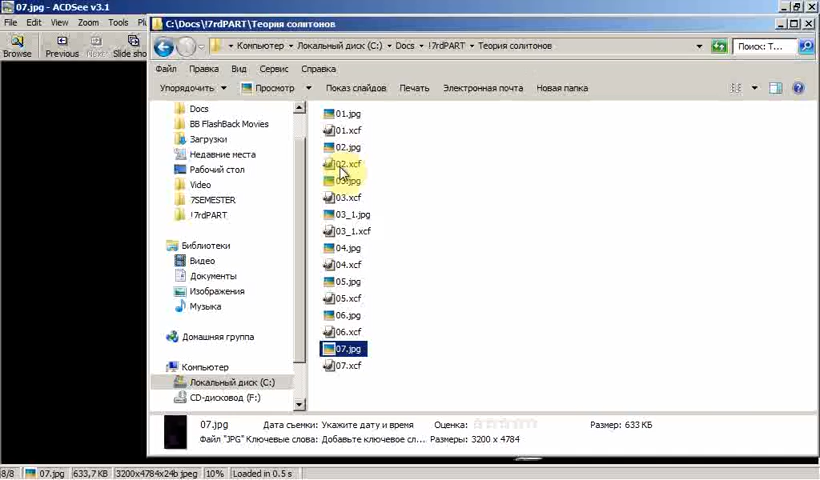 07.jpg - ACDSee v3.1
File Edit View Zoom Tools
Browse Previous Next Slide sho
C:\Docs\!7rdPART\Теория солитонов
Компьютер Локальный диск (C:) Docs !7rdPART Теория солитонов
Поиск: Т...
Файл Правка Вид Сервис Справка
Упорядочить Просмотр Показ слайдов Печать Электронная почта Новая папка
Docs
BB FlashBack Movies
Загрузки
Недавние места
Рабочий стол
Video
7SEMESTER
!7rdPART
Библиотеки
Видео
Документы
Изображения
Музыка
Домашняя группа
Компьютер
Локальный диск (C:)
CD-дисковод (F:)
01.jpg
01.xcf
02.jpg
02.xcf
03.jpg
03.xcf
03_1.jpg
03_1.xcf
04.jpg
04.xcf
05.jpg
05.xcf
06.jpg
06.xcf
07.jpg
07.xcf
07.jpg Дата съемки: Укажите дату и время Оценка: Размер: 633 КБ
Файл "JPG" Ключевые слова: Добавьте ключевое сл... Размеры: 3200 x 4784
8/8 07.jpg 633,7 KB 3200x4784x24b jpeg 10% Loaded in 0.5 s